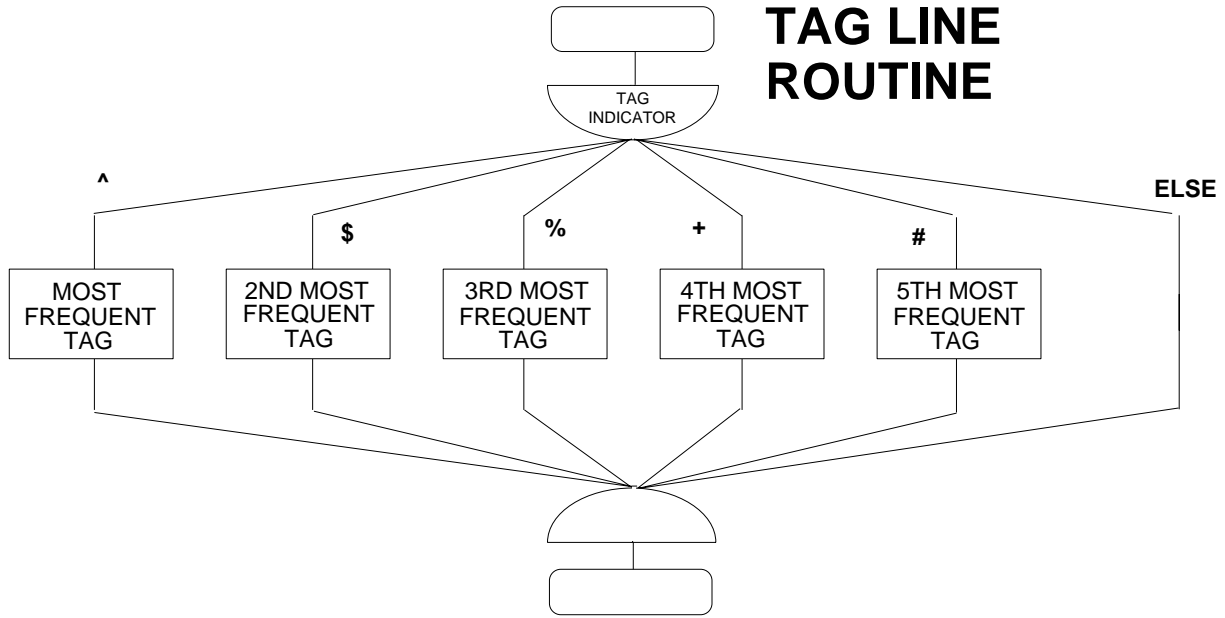 TAG LINE
ROUTINE
TAG
INDICATOR
^
ELSE
$
%
+
#
MOST
FREQUENT
TAG
2ND MOST
FREQUENT
TAG
3RD MOST
FREQUENT
TAG
4TH MOST
FREQUENT
TAG
5TH MOST
FREQUENT
TAG